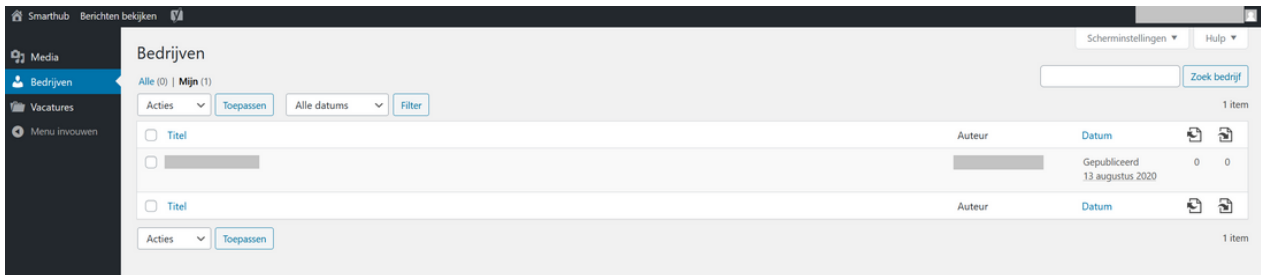 Smarthub Berichten bekijken
Scherminstellingen ▼ Hulp ▼
Media
Bedrijven
Vacatures
Menu invouwen
Bedrijven
Alle (0) | Mijn (1)
Zoek bedrijf
Acties Toepassen Alle datums Filter
1 item
Titel Auteur Datum
Gepubliceerd 0 0
13 augustus 2020
Titel Auteur Datum
Acties Toepassen
1 item